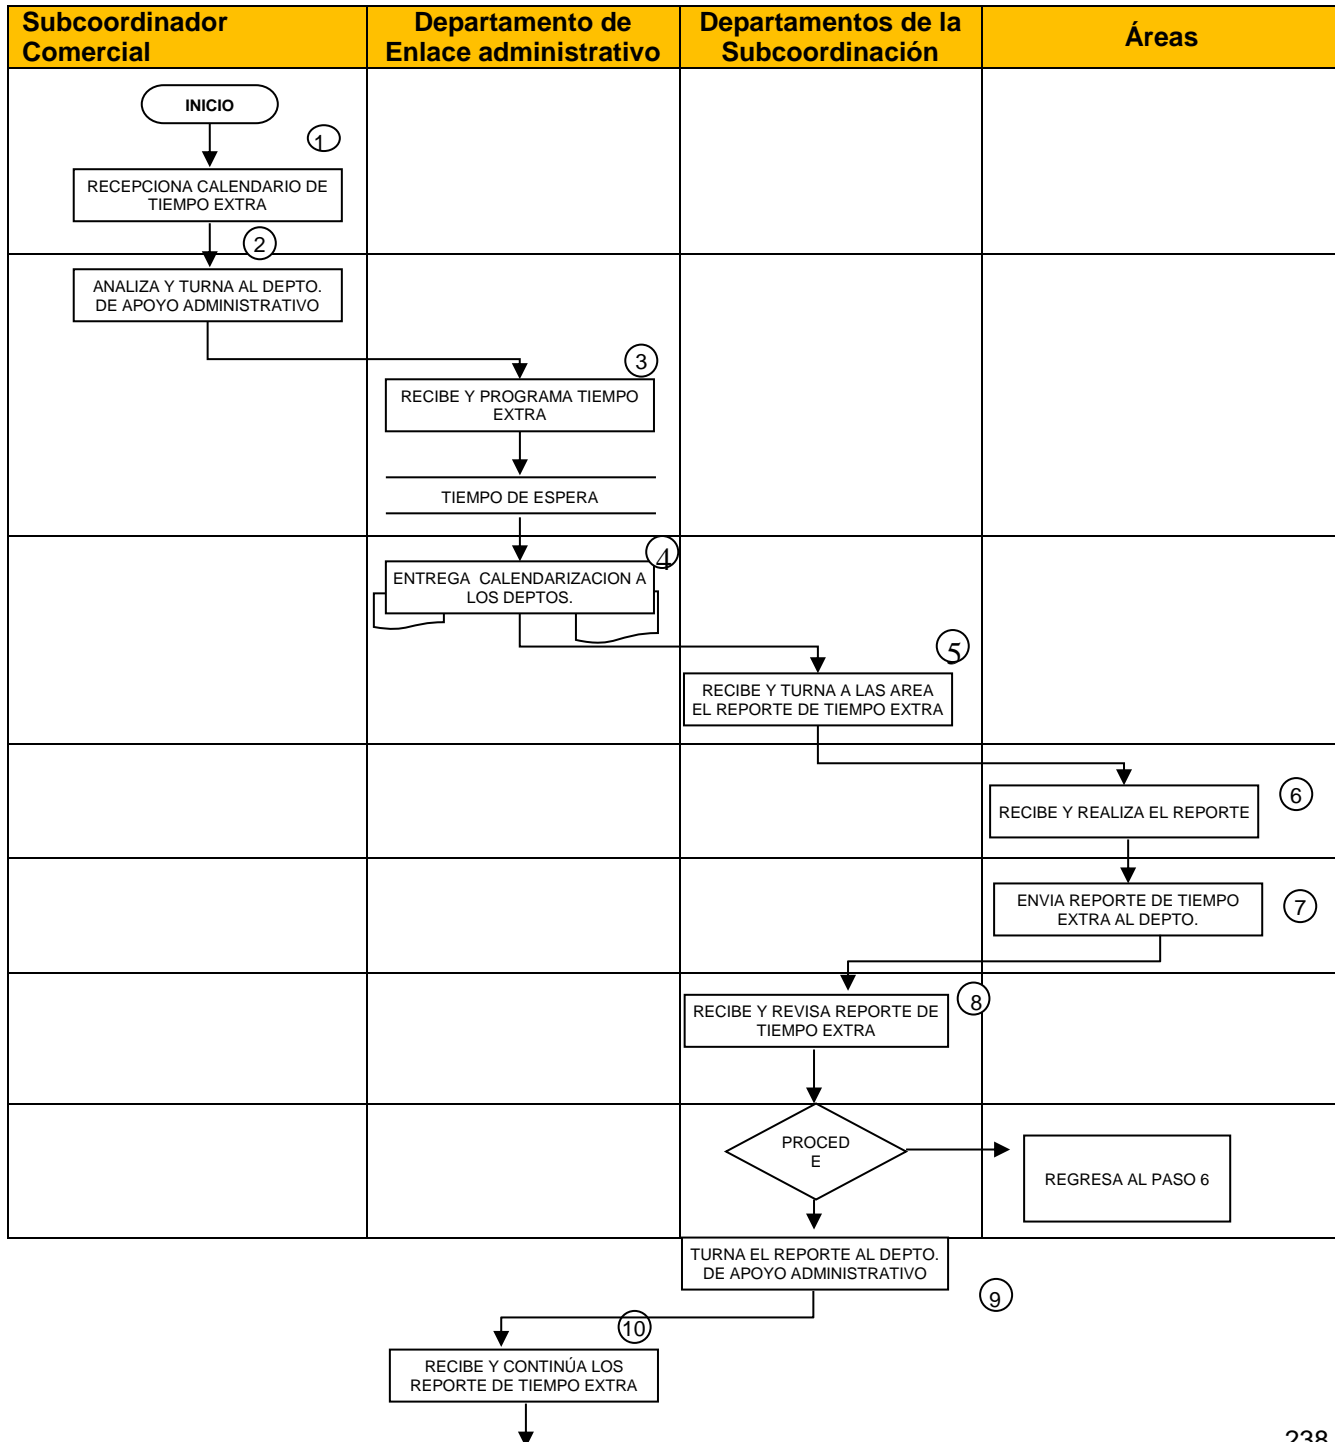 Subcoordinador
Comercial
Departamento de
Enlace administrativo
Departamentos de la
Subcoordinación
Áreas
INICIO
1
RECEPCIONA CALENDARIO DE
TIEMPO EXTRA
2
ANALIZA Y TURNA AL DEPTO.
DE APOYO ADMINISTRATIVO
3
RECIBE Y PROGRAMA TIEMPO
EXTRA
TIEMPO DE ESPERA
4
ENTREGA CALENDARIZACION A
LOS DEPTOS.
5
RECIBE Y TURNA A LAS AREA
EL REPORTE DE TIEMPO EXTRA
6
RECIBE Y REALIZA EL REPORTE
ENVIA REPORTE DE TIEMPO
EXTRA AL DEPTO.
7
8
RECIBE Y REVISA REPORTE DE
TIEMPO EXTRA
PROCED
E
REGRESA AL PASO 6
TURNA EL REPORTE AL DEPTO.
DE APOYO ADMINISTRATIVO
9
10
RECIBE Y CONTINÚA LOS
REPORTE DE TIEMPO EXTRA
238